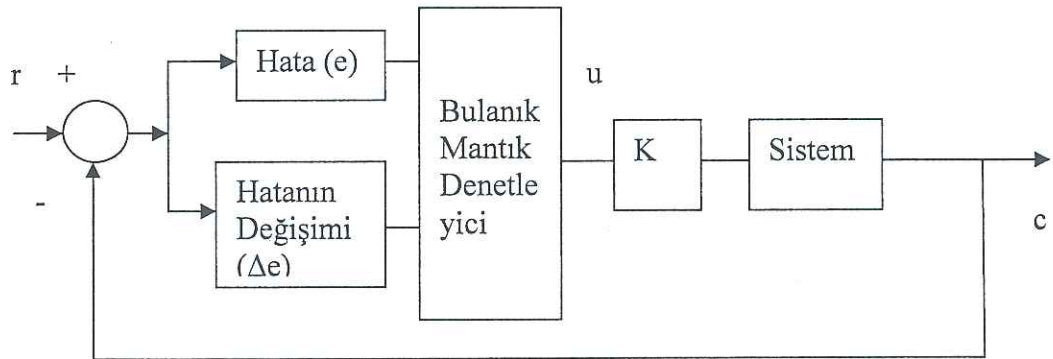 r +
-
Hata (e)
Hatanın
Değişimi
(Δe)
Bulanık
Mantık
Denetle
yici
u
K
Sistem
c